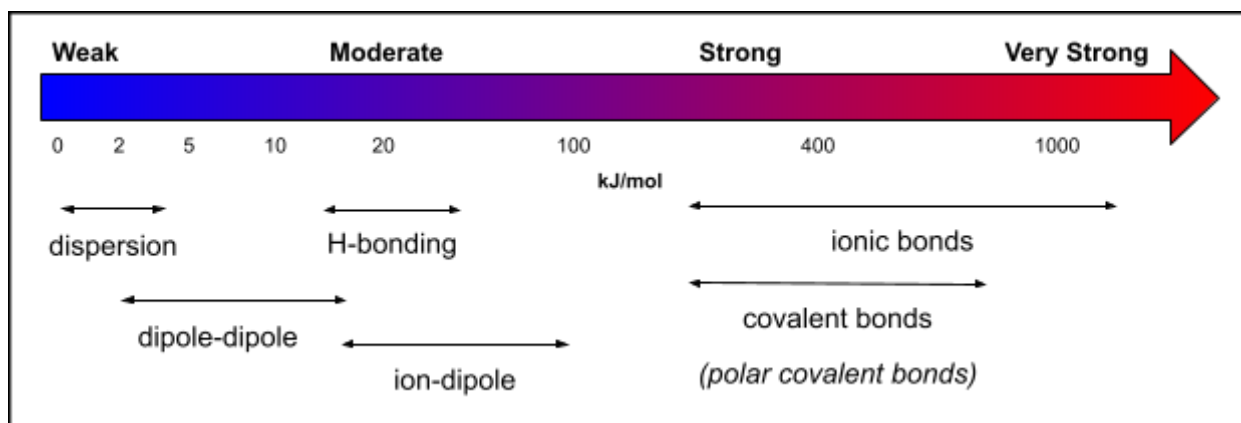 Weak Moderate Strong Very Strong
0 2 5 10 20 100 400 1000
kJ/mol
dispersion H-bonding ionic bonds
dipole-dipole covalent bonds
ion-dipole (polar covalent bonds)